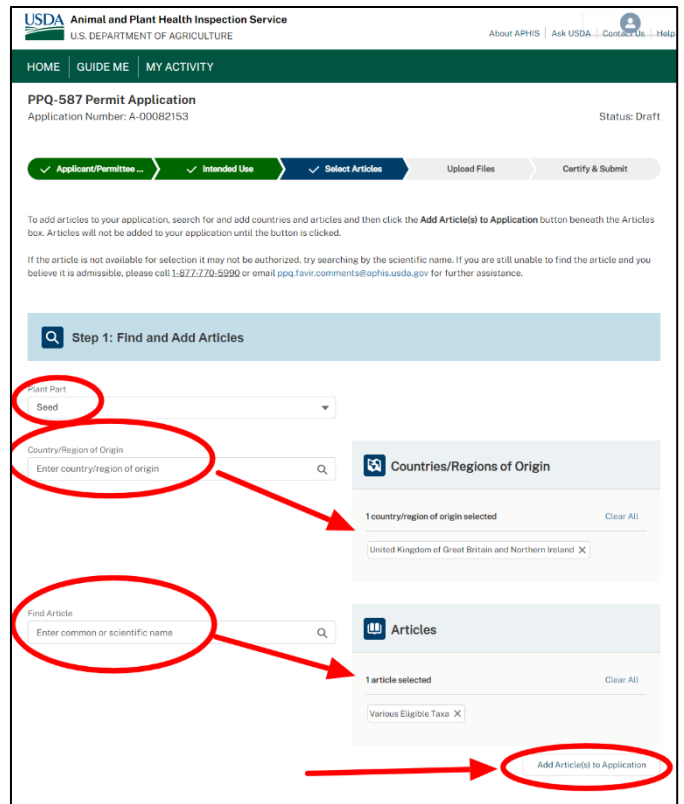 USDA Animal and Plant Health Inspection Service
U.S. DEPARTMENT OF AGRICULTURE
About APHIS | Ask USDA | Contact Us | Help
HOME | GUIDE ME | MY ACTIVITY
PPQ-587 Permit Application
Application Number: A-00082153
Status: Draft
Applicant/Permittee ...
Intended Use
Select Articles
Upload Files
Certify & Submit
To add articles to your application, search for and add countries and articles and then click the Add Article(s) to Application button beneath the Articles
box. Articles will not be added to your application until the button is clicked.
If the article is not available for selection it may not be authorized, try searching by the scientific name. If you are still unable to find the article and you
believe it is admissible, please call 1-877-770-5990 or email ppq.favir.comments@aphis.usda.gov for further assistance.
Step 1: Find and Add Articles
Plant Part
Seed
Country/Region of Origin
Enter country/region of origin
Countries/Regions of Origin
1 country/region of origin selected
Clear All
United Kingdom of Great Britain and Northern Ireland X
Find Article
Enter common or scientific name
Articles
1 article selected
Clear All
Various Eligible Taxa X
Add Article(s) to Application